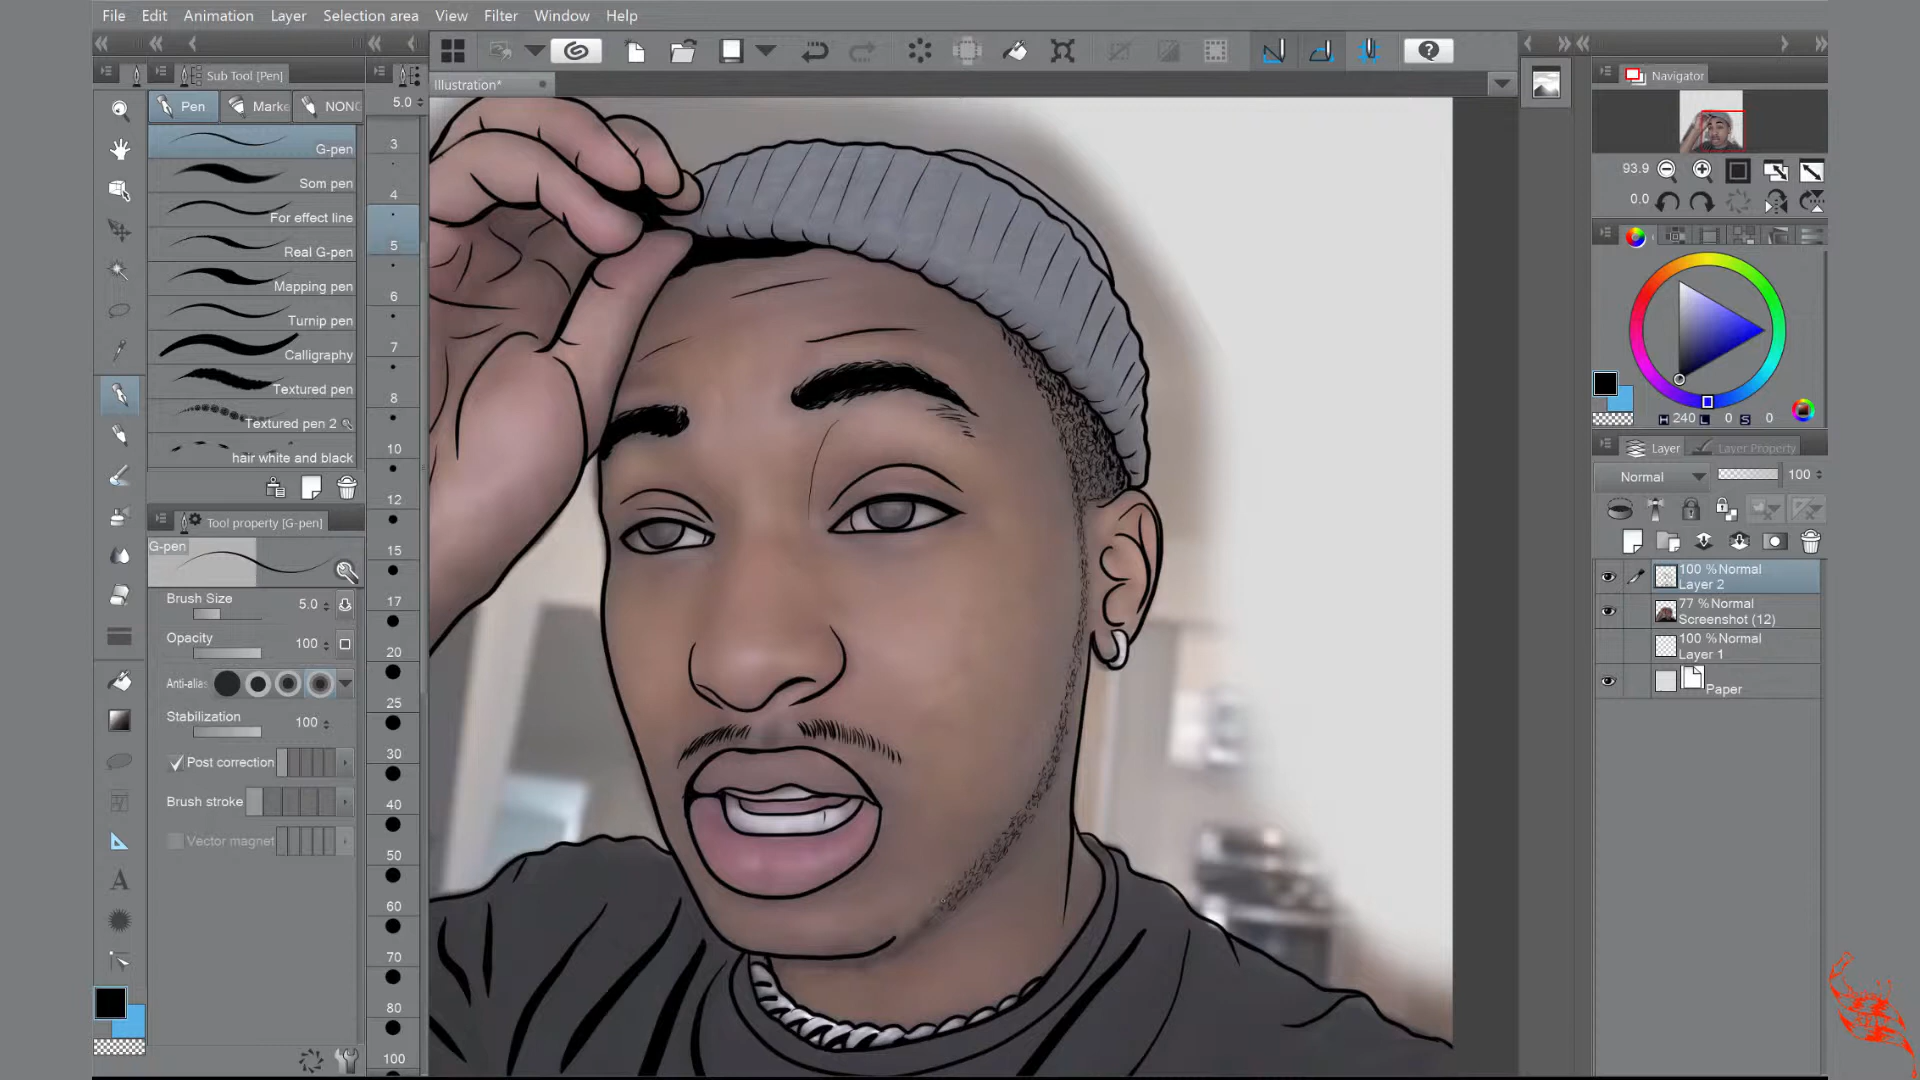 File Edit Animation Layer Selection area View Filter Window Help
Sub Tool [Pen]
Pen Marke NONC
G-pen
Som pen
For effect line
Real G-pen
Mapping pen
Turnip pen
Calligraphy
Textured pen
Textured pen 2
hair white and black
Tool property [G-pen]
G-pen
Brush Size 5.0
Opacity 100
Anti-alias
Stabilization 100
Post correction
Brush stroke
Vector magnet
A
5.0
3
4
5
6
7
8
10
12
15
17
20
25
30
40
50
60
70
80
100
Illustration*
?
Navigator
93.9
0.0
H 240 L 0 S 0
Layer Layer Property
Normal 100
100 % Normal
Layer 2
77 % Normal
Screenshot (12)
100 % Normal
Layer 1
Paper